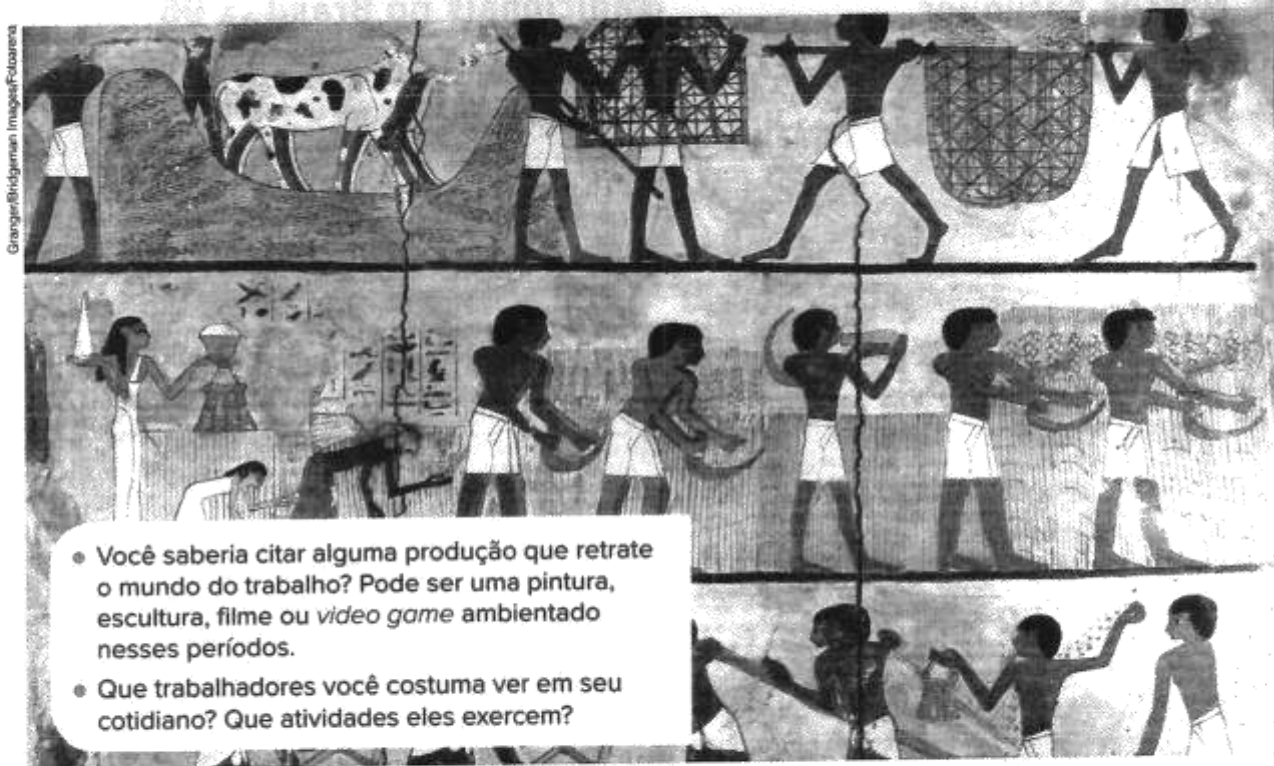 Granger/Bridgeman Images/Fotoarena
• Você saberia citar alguma produção que retrate
o mundo do trabalho? Pode ser uma pintura,
escultura, filme ou video game ambientado
nesses períodos.
• Que trabalhadores você costuma ver em seu
cotidiano? Que atividades eles exercem?